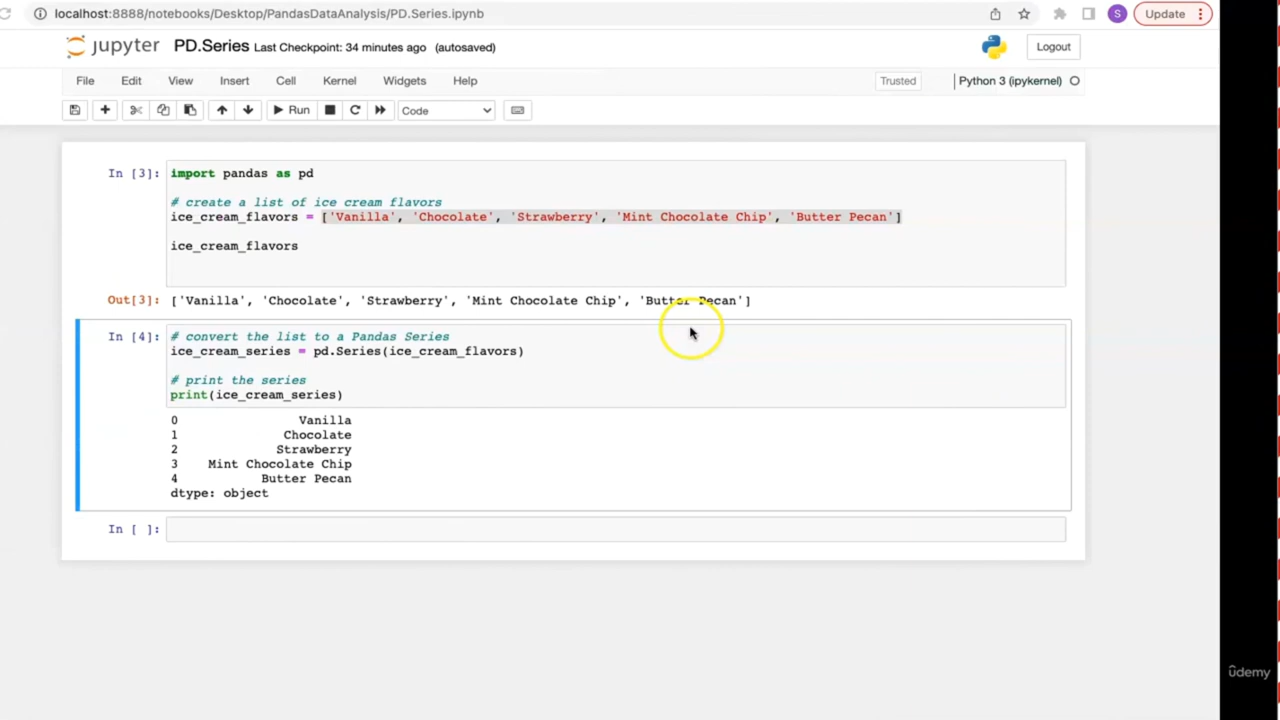 localhost:8888/notebooks/Desktop/PandasDataAnalysis/PD.Series.ipynb S Update
jupyter PD.Series Last Checkpoint: 34 minutes ago (autosaved) Logout
File Edit View Insert Cell Kernel Widgets Help Trusted Python 3 (ipykernel)
Run Code
In [3]: import pandas as pd
# create a list of ice cream flavors
ice_cream_flavors = ['Vanilla', 'Chocolate', 'Strawberry', 'Mint Chocolate Chip', 'Butter Pecan']
ice_cream_flavors
Out[3]: ['Vanilla', 'Chocolate', 'Strawberry', 'Mint Chocolate Chip', 'Butter Pecan']
In [4]: # convert the list to a Pandas Series
ice_cream_series = pd.Series(ice_cream_flavors)
# print the series
print(ice_cream_series)
0 Vanilla
1 Chocolate
2 Strawberry
3 Mint Chocolate Chip
4 Butter Pecan
dtype: object
In [ ]:
ûdemy